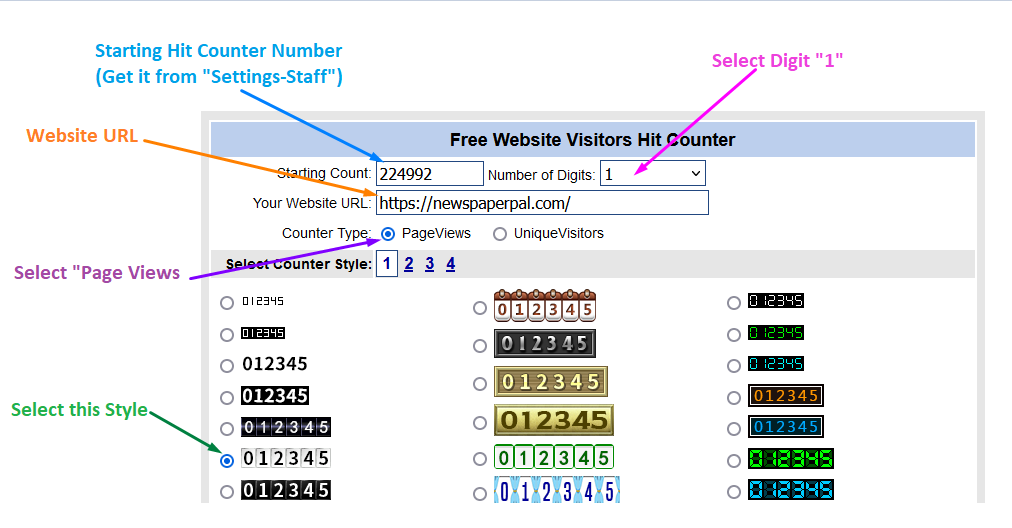 Starting Hit Counter Number
(Get it from "Settings-Staff")
Select Digit "1"
Website URL
Free Website Visitors Hit Counter
Starting Count: 224992 Number of Digits: 1
Your Website URL: https://newspaperpal.com/
Counter Type: PageViews UniqueVisitors
Select "Page Views
Select Counter Style: 1 2 3 4
012345 012345 012345
012345 012345 012345
012345 012345 012345
012345 012345 012345
Select this Style
012345 012345 012345
012345 012345 012345
012345 012345 012345